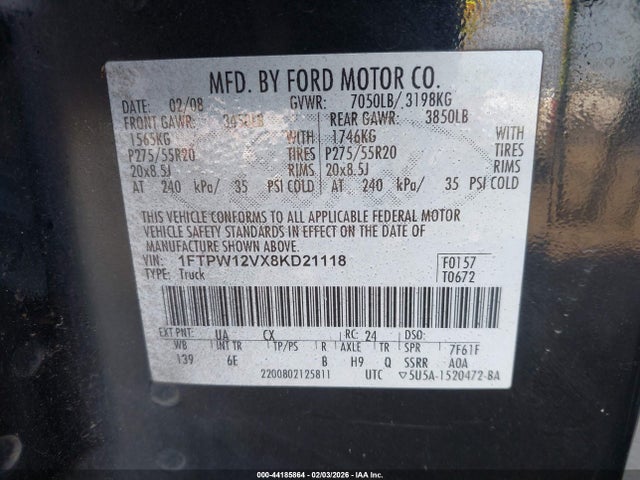 MFD. BY FORD MOTOR CO.
DATE: 02/08 GVWR: 7050LB/ 3198KG
FRONT GAWR: 3450LB REAR GAWR: 3850LB
1565KG WITH 1746KG WITH
P275/55R20 TIRES P275/55R20 TIRES
20x8.5J RIMS 20x8.5J RIMS
AT 240 kPa/ 35 PSI COLD AT 240 kPa/ 35 PSI COLD
THIS VEHICLE CONFORMS TO ALL APPLICABLE FEDERAL MOTOR
VEHICLE SAFETY STANDARDS IN EFFECT ON THE DATE OF
MANUFACTURE SHOWN ABOVE.
VIN: 1FTPW12VX8KD21118 F0157
TYPE: Truck T0672
EXT PNT: UA CX RC: 24 DSO:
WB INT TR TP/PS R AXLE TR SPR 7F61F
139 6E B H9 Q SSRR A0A
2200802125811 UTC ▽5U5A-1520472-BA
000-44185864 - 02/03/2026 - IAA Inc.